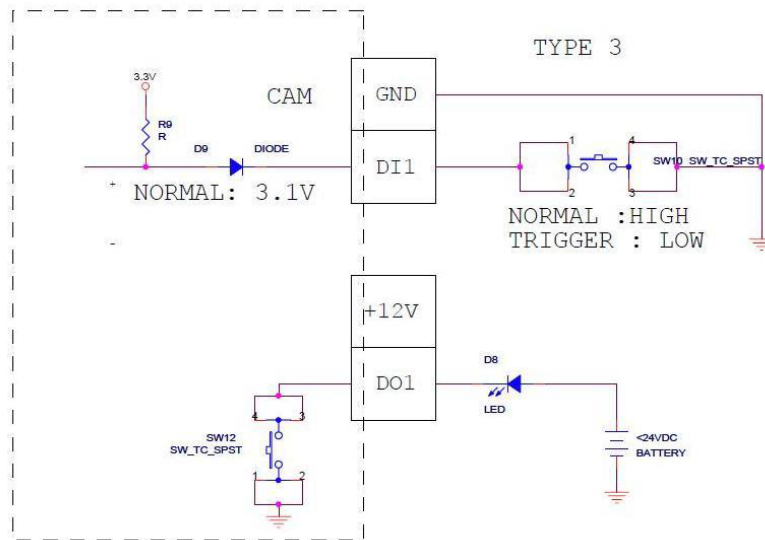 TYPE 3
3.3V
CAM
GND
R9
R
D9
DIODE
DI1
1
4
SW10 SW_TC_SPST
+
NORMAL: 3.1V
2
3
NORMAL :HIGH
-
TRIGGER : LOW
+12V
D8
DO1
LED
4
3
<24VDC
SW12
BATTERY
SW_TC_SPST
1
2